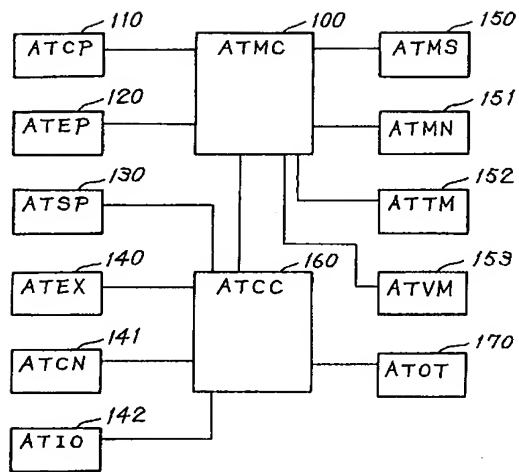 110
ATCP
100
ATMC
150
ATMS
120
ATEP
151
ATMN
130
ATSP
152
ATTM
140
ATEX
160
ATCC
153
ATVM
141
ATCN
170
ATOT
142
ATIO